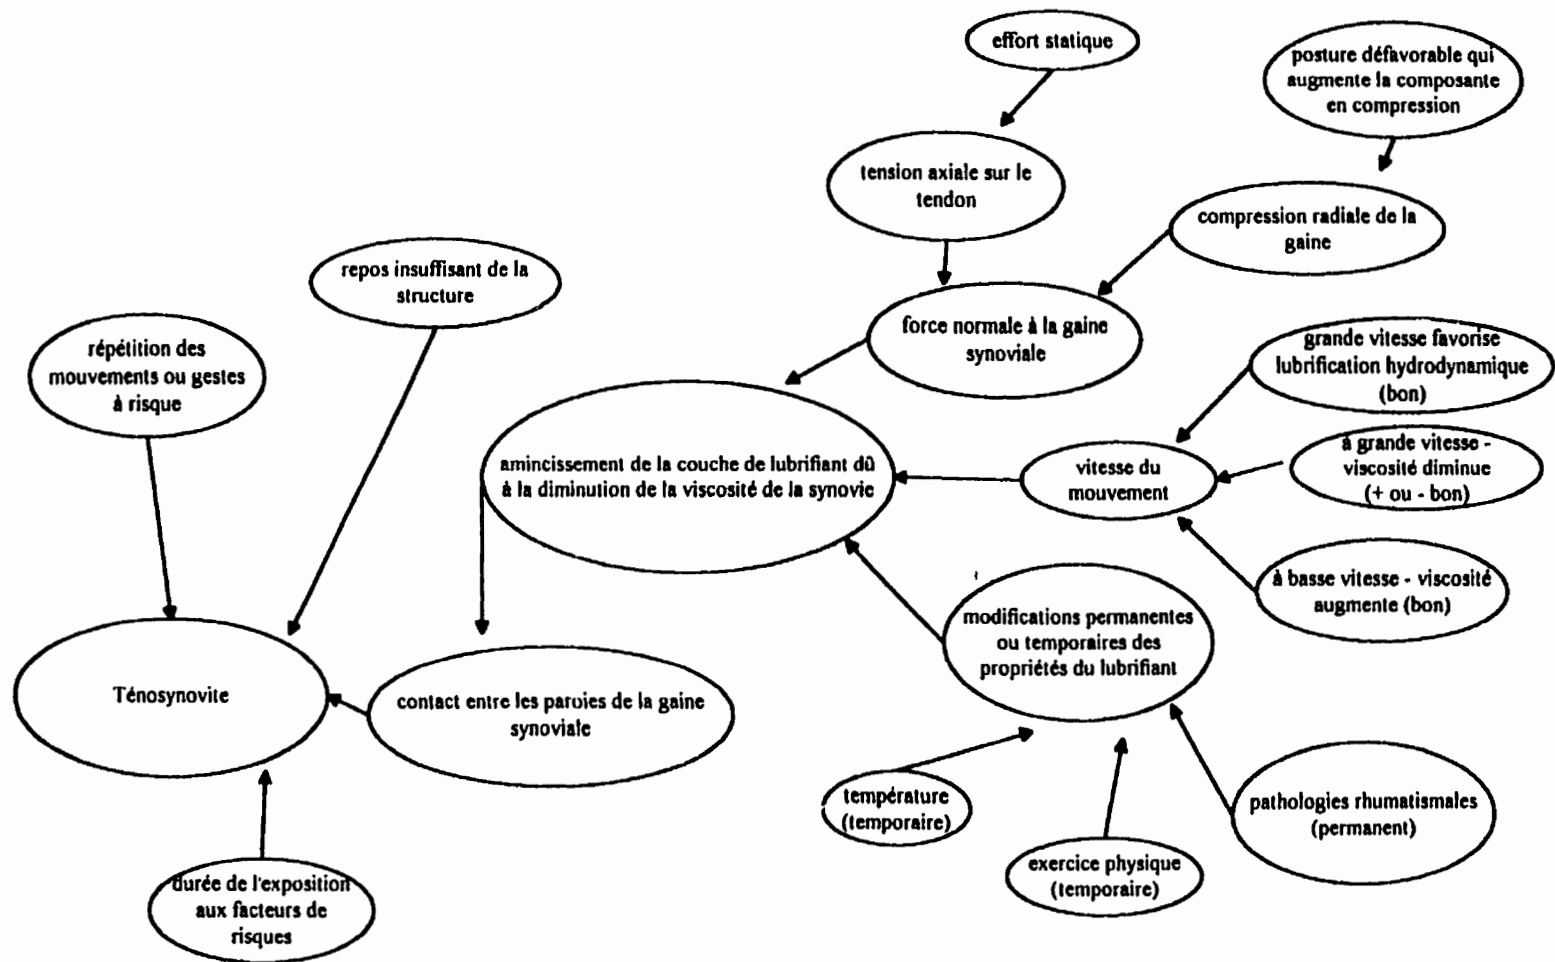 effort statique
posture défavorable qui
augmente la composante
en compression
tension axiale sur le
tendon
compression radiale de la
gaine
repos insuffisant de la
structure
force normale à la gaine
synoviale
répétition des
mouvements ou gestes
à risque
grande vitesse favorise
lubrification hydrodynamique
(bon)
amincissement de la couche de lubrifiant dû
à la diminution de la viscosité de la synovie
vitesse du
mouvement
à grande vitesse -
viscosité diminue
(+ ou - bon)
à basse vitesse - viscosité
augmente (bon)
modifications permanentes
ou temporaires des
propriétés du lubrifiant
Ténosynovite
contact entre les paroies de la gaine
synoviale
température
(temporaire)
exercice physique
(temporaire)
pathologies rhumatismales
(permanent)
durée de l'exposition
aux facteurs de
risques